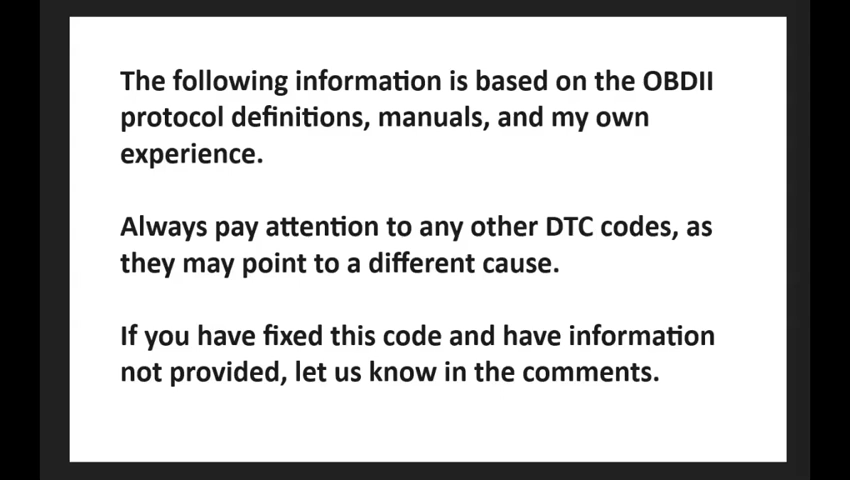 The following information is based on the OBDII
protocol definitions, manuals, and my own
experience.
Always pay attention to any other DTC codes, as
they may point to a different cause.
If you have fixed this code and have information
not provided, let us know in the comments.